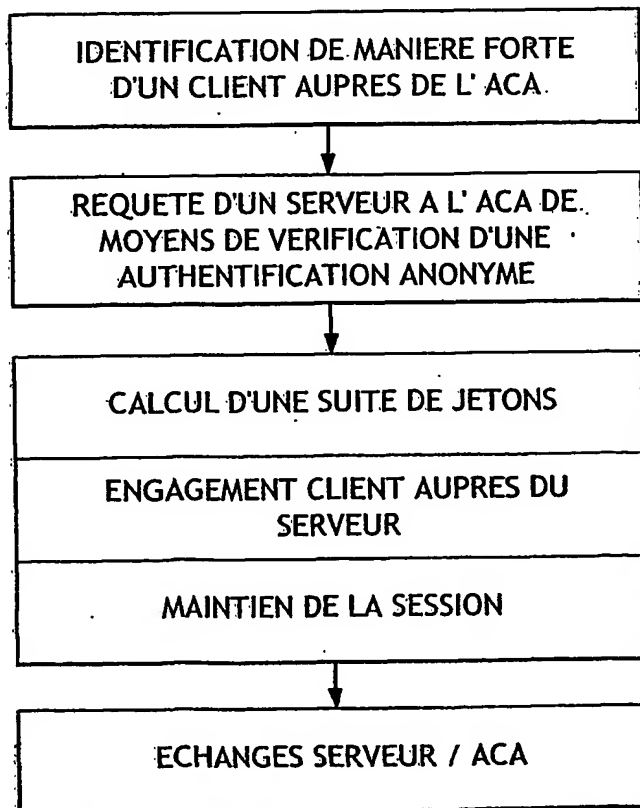 IDENTIFICATION DE MANIERE FORTE
D'UN CLIENT AUPRES DE L' ACA
REQUETE D'UN SERVEUR A L' ACA DE
MOYENS DE VERIFICATION D'UNE
AUTHENTIFICATION ANONYME
CALCUL D'UNE SUITE DE JETONS
ENGAGEMENT CLIENT AUPRES DU
SERVEUR
MAINTIEN DE LA SESSION
ECHANGES SERVEUR / ACA